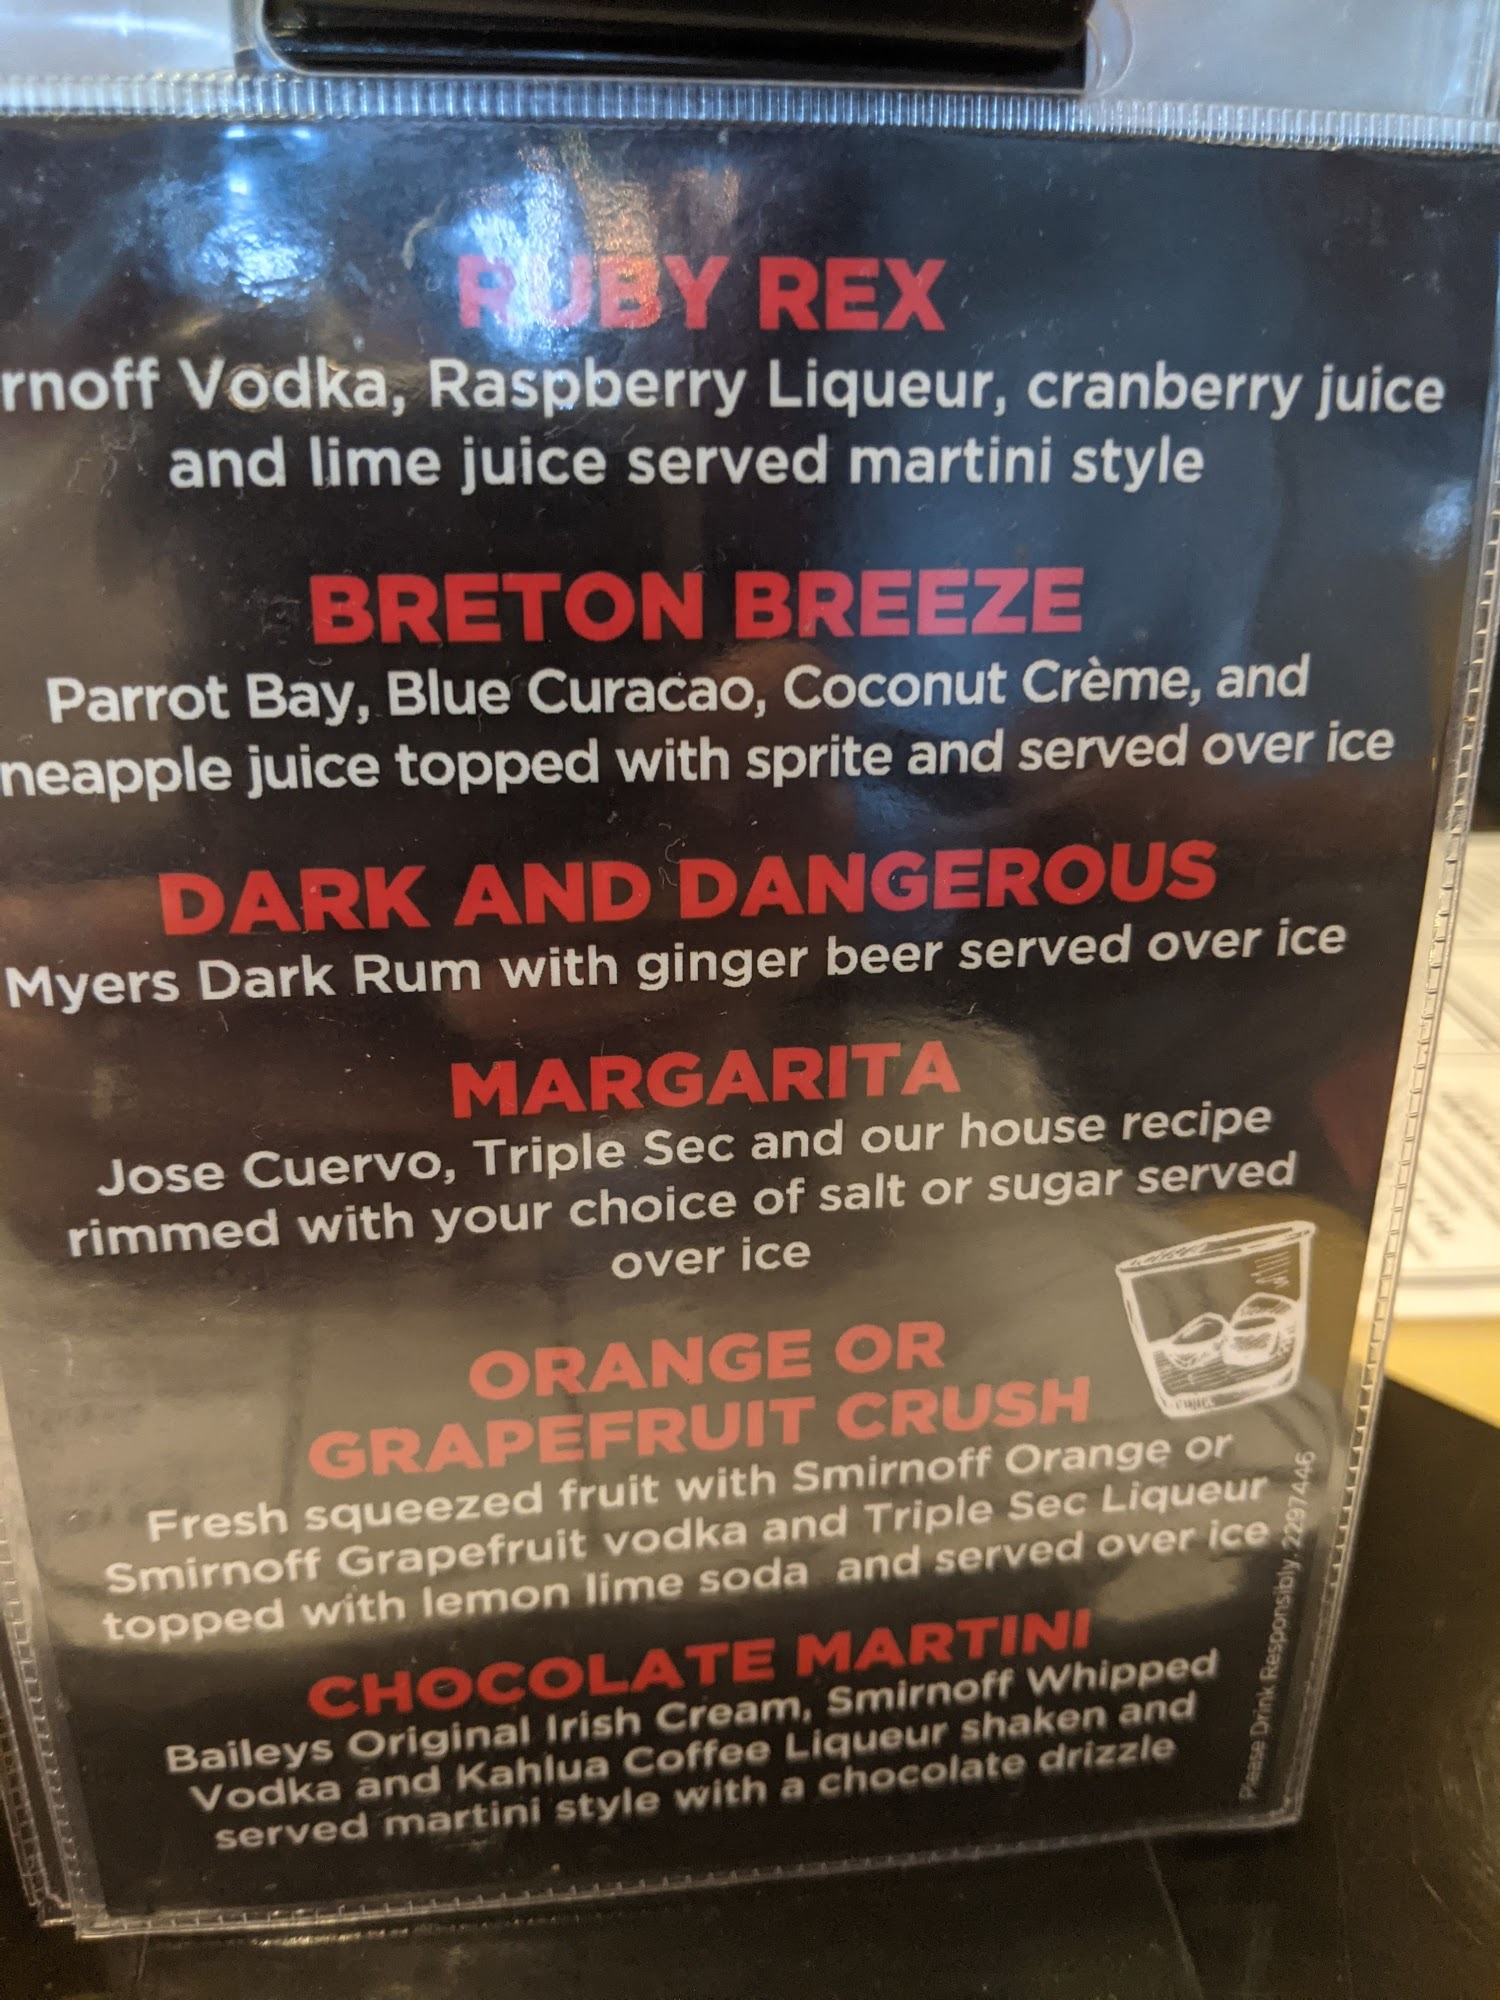 RUBY REX
rnoff Vodka, Raspberry Liqueur, cranberry juice
and lime juice served martini style
BRETON BREEZE
Parrot Bay, Blue Curacao, Coconut Crème, and
neapple juice topped with sprite and served over ice
DARK AND DANGEROUS
Myers Dark Rum with ginger beer served over ice
MARGARITA
Jose Cuervo, Triple Sec and our house recipe
rimmed with your choice of salt or sugar served
over ice
ORANGE OR
GRAPEFRUIT CRUSH
Fresh squeezed fruit with Smirnoff Orange or
Smirnoff Grapefruit vodka and Triple Sec Liqueur
topped with lemon lime soda and served over ice
CHOCOLATE MARTINI
Baileys Original Irish Cream, Smirnoff Whipped
Vodka and Kahlua Coffee Liqueur shaken and
served martini style with a chocolate drizzle
Please Drink Responsibly. 2297446